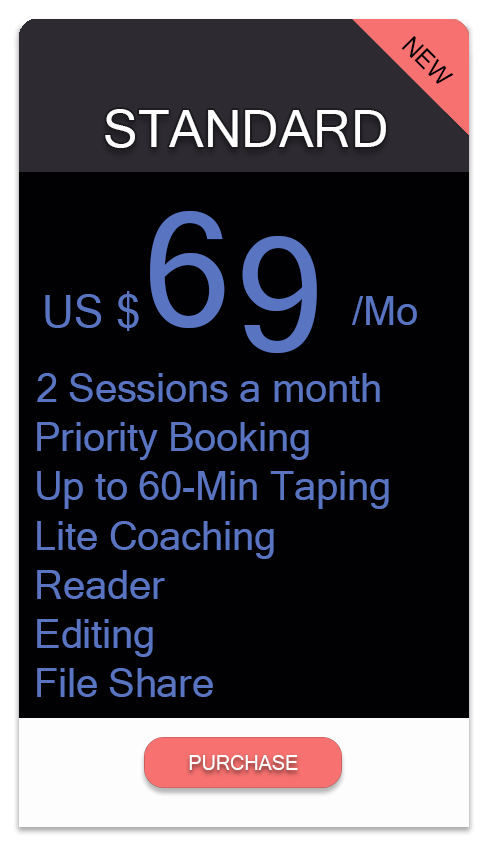 NEW
STANDARD
US $69 /Mo
2 Sessions a month
Priority Booking
Up to 60-Min Taping
Lite Coaching
Reader
Editing
File Share
PURCHASE